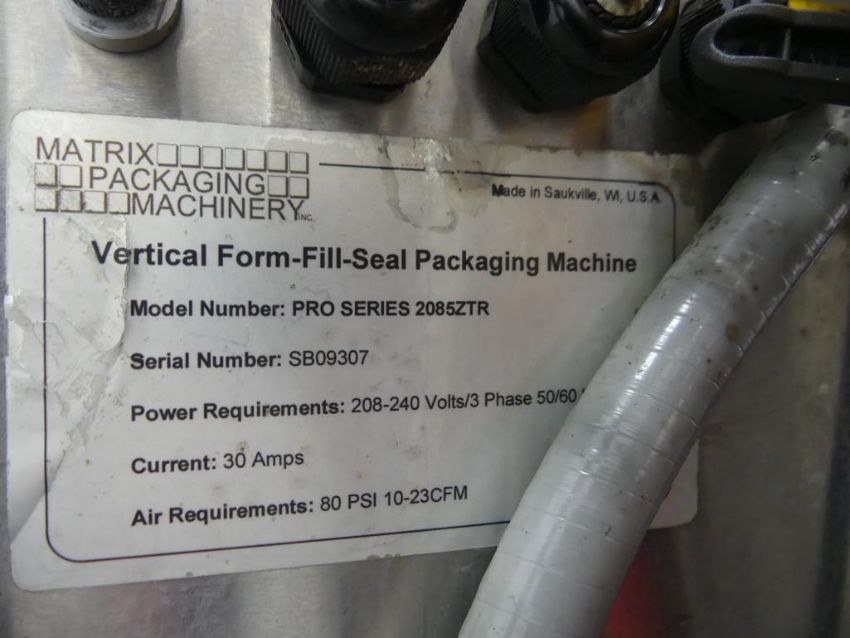 MATRIX
PACKAGING
MACHINERY INC.
Made in Saukville, WI, U.S.A
Vertical Form-Fill-Seal Packaging Machine
Model Number: PRO SERIES 2085ZTR
Serial Number: SB09307
Power Requirements: 208-240 Volts/3 Phase 50/60
Current: 30 Amps
Air Requirements: 80 PSI 10-23CFM